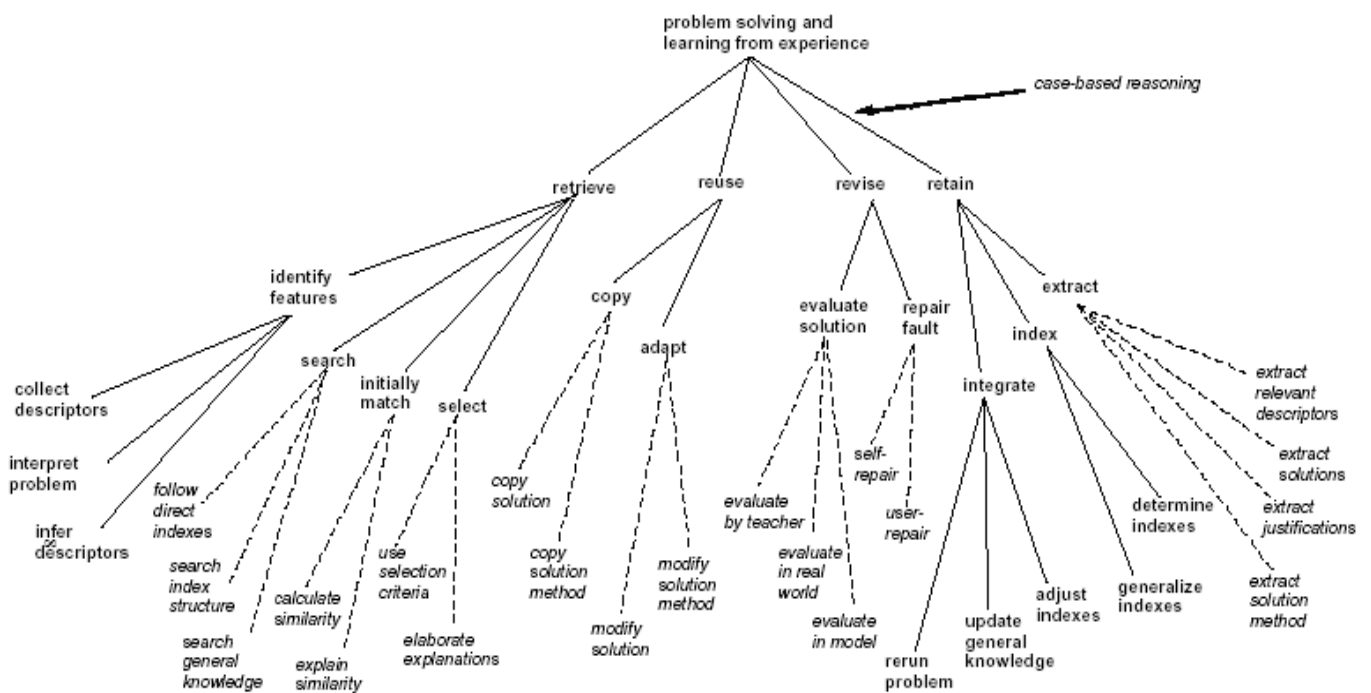 problem solving and
learning from experience
case-based reasoning
retrieve
reuse
revise
retain
identify
features
search
initially
match
select
copy
adapt
evaluate
solution
repair
fault
integrate
index
extract
collect
descriptors
interpret
problem
infer
descriptors
follow
direct
indexes
search
index
structure
search
general
knowledge
calculate
similarity
explain
similarity
use
selection
criteria
elaborate
explanations
copy
solution
copy
solution
method
modify
solution
modify
solution
method
evaluate
by teacher
evaluate
in real
world
evaluate
in model
self-
repair
user-
repair
rerun
problem
update
general
knowledge
adjust
indexes
generalize
indexes
determine
indexes
extract
relevant
descriptors
extract
solutions
extract
justifications
extract
solution
method